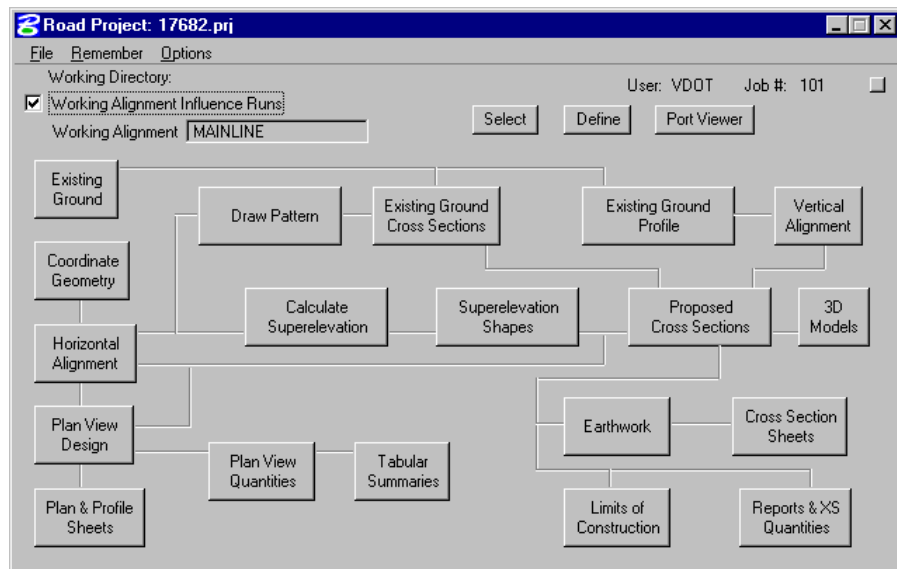 Road Project: 17682.prj
File Remember Options
Working Directory:
User: VDOT Job #: 101
Working Alignment Influence Runs
Working Alignment MAINLINE
Select Define Port Viewer
Existing
Ground
Draw Pattern
Existing Ground
Cross Sections
Existing Ground
Profile
Vertical
Alignment
Coordinate
Geometry
Calculate
Superelevation
Superelevation
Shapes
Proposed
Cross Sections
3D
Models
Horizontal
Alignment
Plan View
Design
Earthwork
Cross Section
Sheets
Plan View
Quantities
Tabular
Summaries
Plan & Profile
Sheets
Limits of
Construction
Reports & XS
Quantities